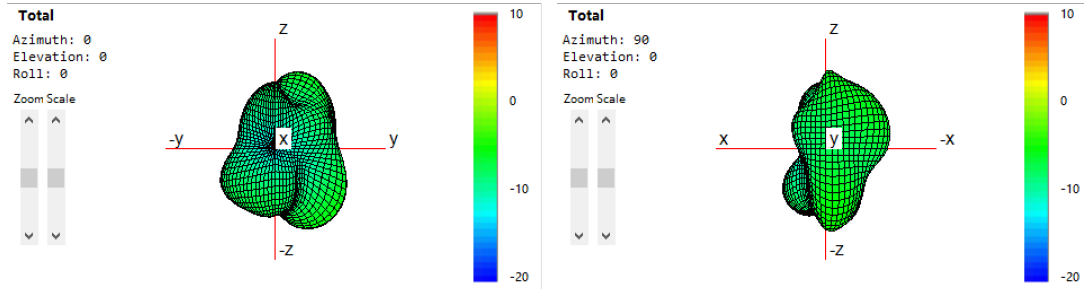 Total
Azimuth: 0
Elevation: 0
Roll: 0
Zoom Scale
z
-y
x
y
-z
10
0
-10
-20
Total
Azimuth: 90
Elevation: 0
Roll: 0
Zoom Scale
z
x
y
-x
-z
10
0
-10
-20